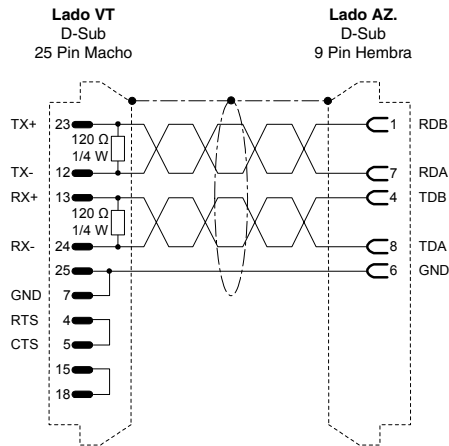 Lado VT
D-Sub
25 Pin Macho
Lado AZ.
D-Sub
9 Pin Hembra
TX+ 23 1 RDB
120 Ω
1/4 W
TX- 12 7 RDA
RX+ 13 4 TDB
120 Ω
1/4 W
RX- 24 8 TDA
25 6 GND
GND 7
RTS 4
CTS 5
15
18